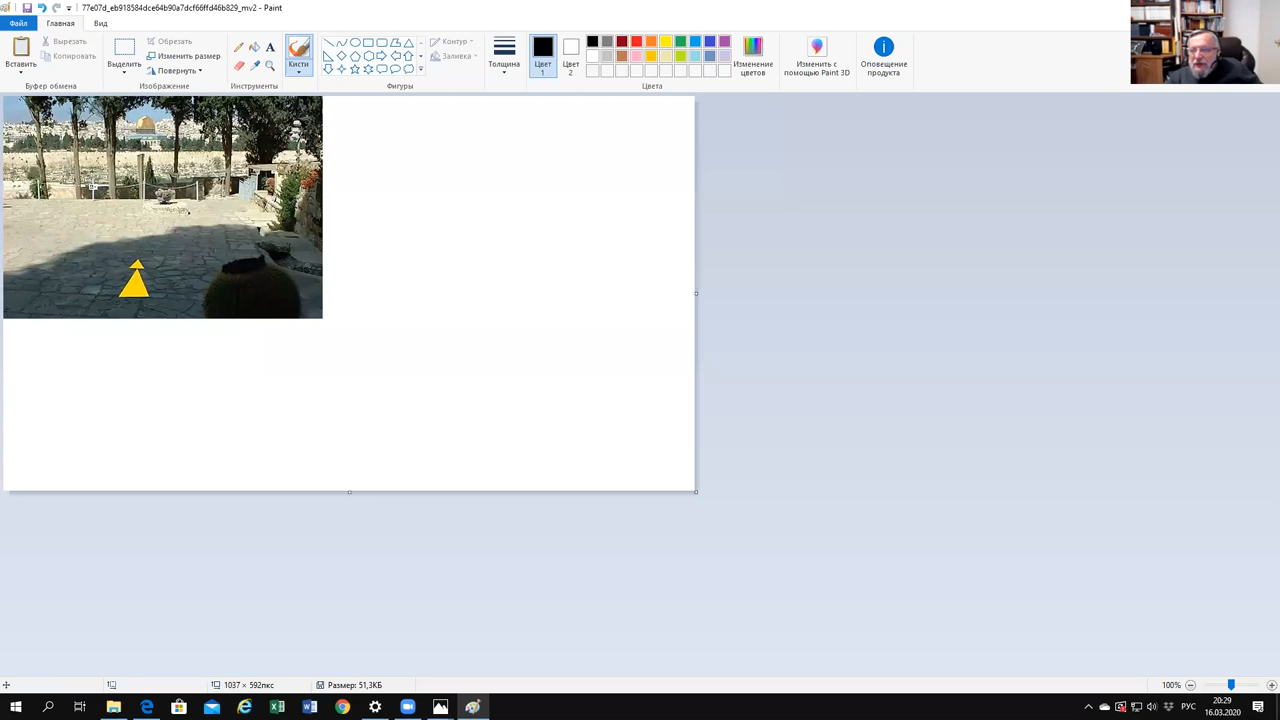 77e07d_eb918584dce64b90a7dcf66ffd46b829_mv2 - Paint
Файл Главная Вид
Вставить
Вырезать
Копировать
Буфер обмена
Выделить
Обрезать
Изменить размер
Повернуть
Изображение
A
Инструменты
Кисти
Контур
Заливка
Фигуры
Толщина
Цвет
1
Цвет
2
Изменение
цветов
Цвета
Изменить с
помощью Paint 3D
Оповещение
продукта
1037 × 592пкс
Размер: 51,3КБ
100%
РУС
20:29
16.03.2020